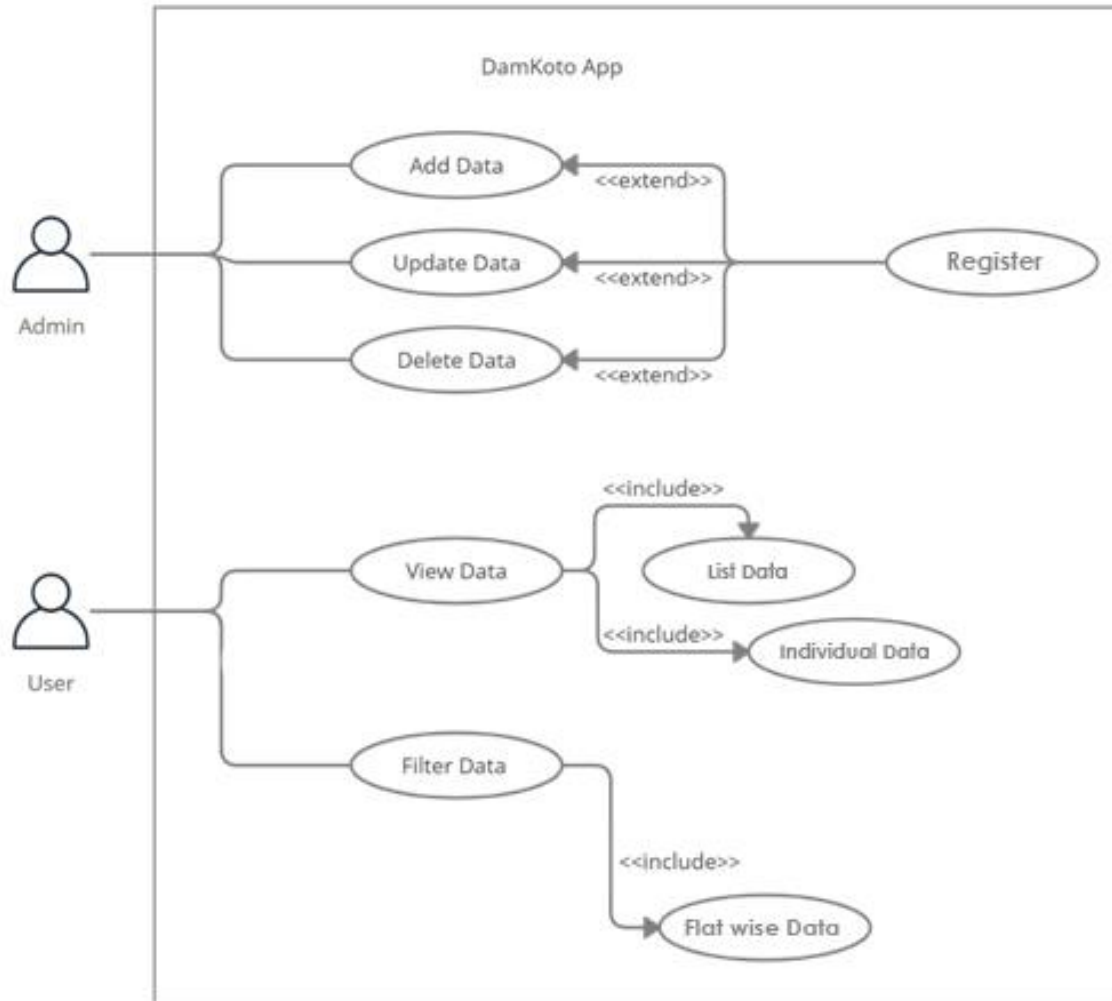 DamKoto App
Add Data
<<extend>>
Update Data
<<extend>>
Register
Admin
Delete Data
<<extend>>
<<include>>
View Data
List Data
<<include>>
Individual Data
User
Filter Data
<<include>>
Flat wise Data